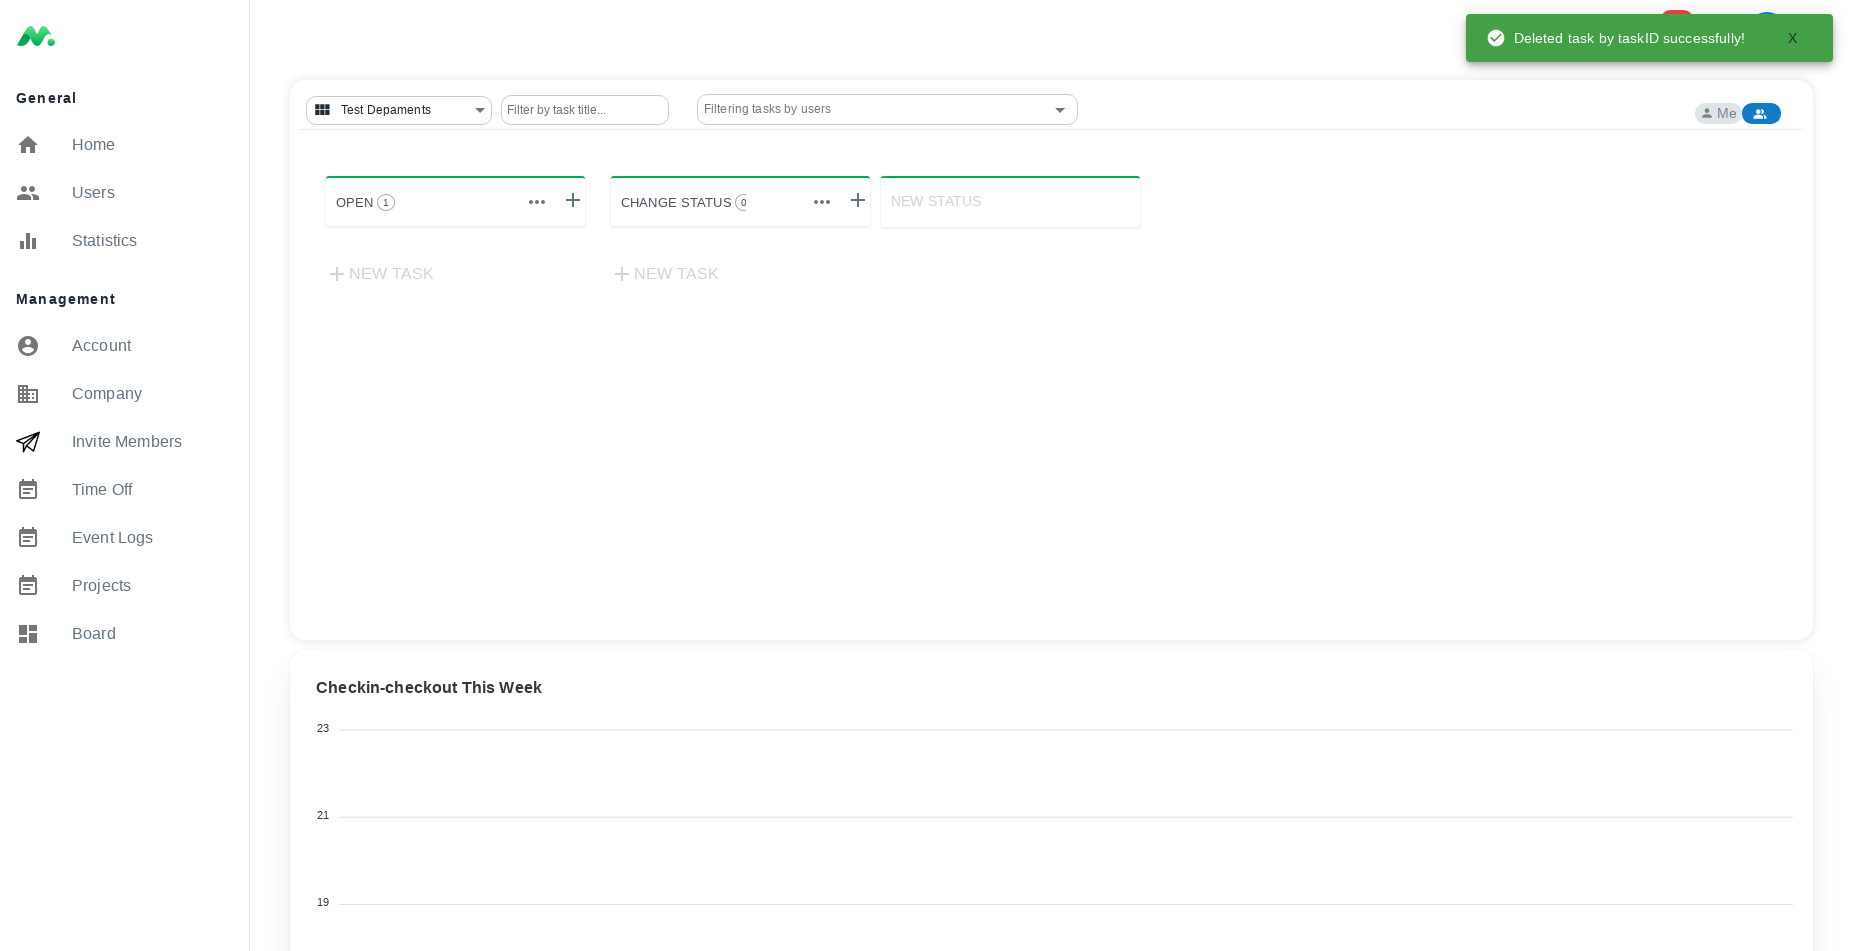 Deleted task by taskID successfully!
X
General
Home
Users
Statistics
Management
Account
Company
Invite Members
Time Off
Event Logs
Projects
Board
Test Depaments
Filter by task title...
Filtering tasks by users
Me
OPEN 1
CHANGE STATUS 0
NEW STATUS
NEW TASK
NEW TASK
Checkin-checkout This Week
23
21
19